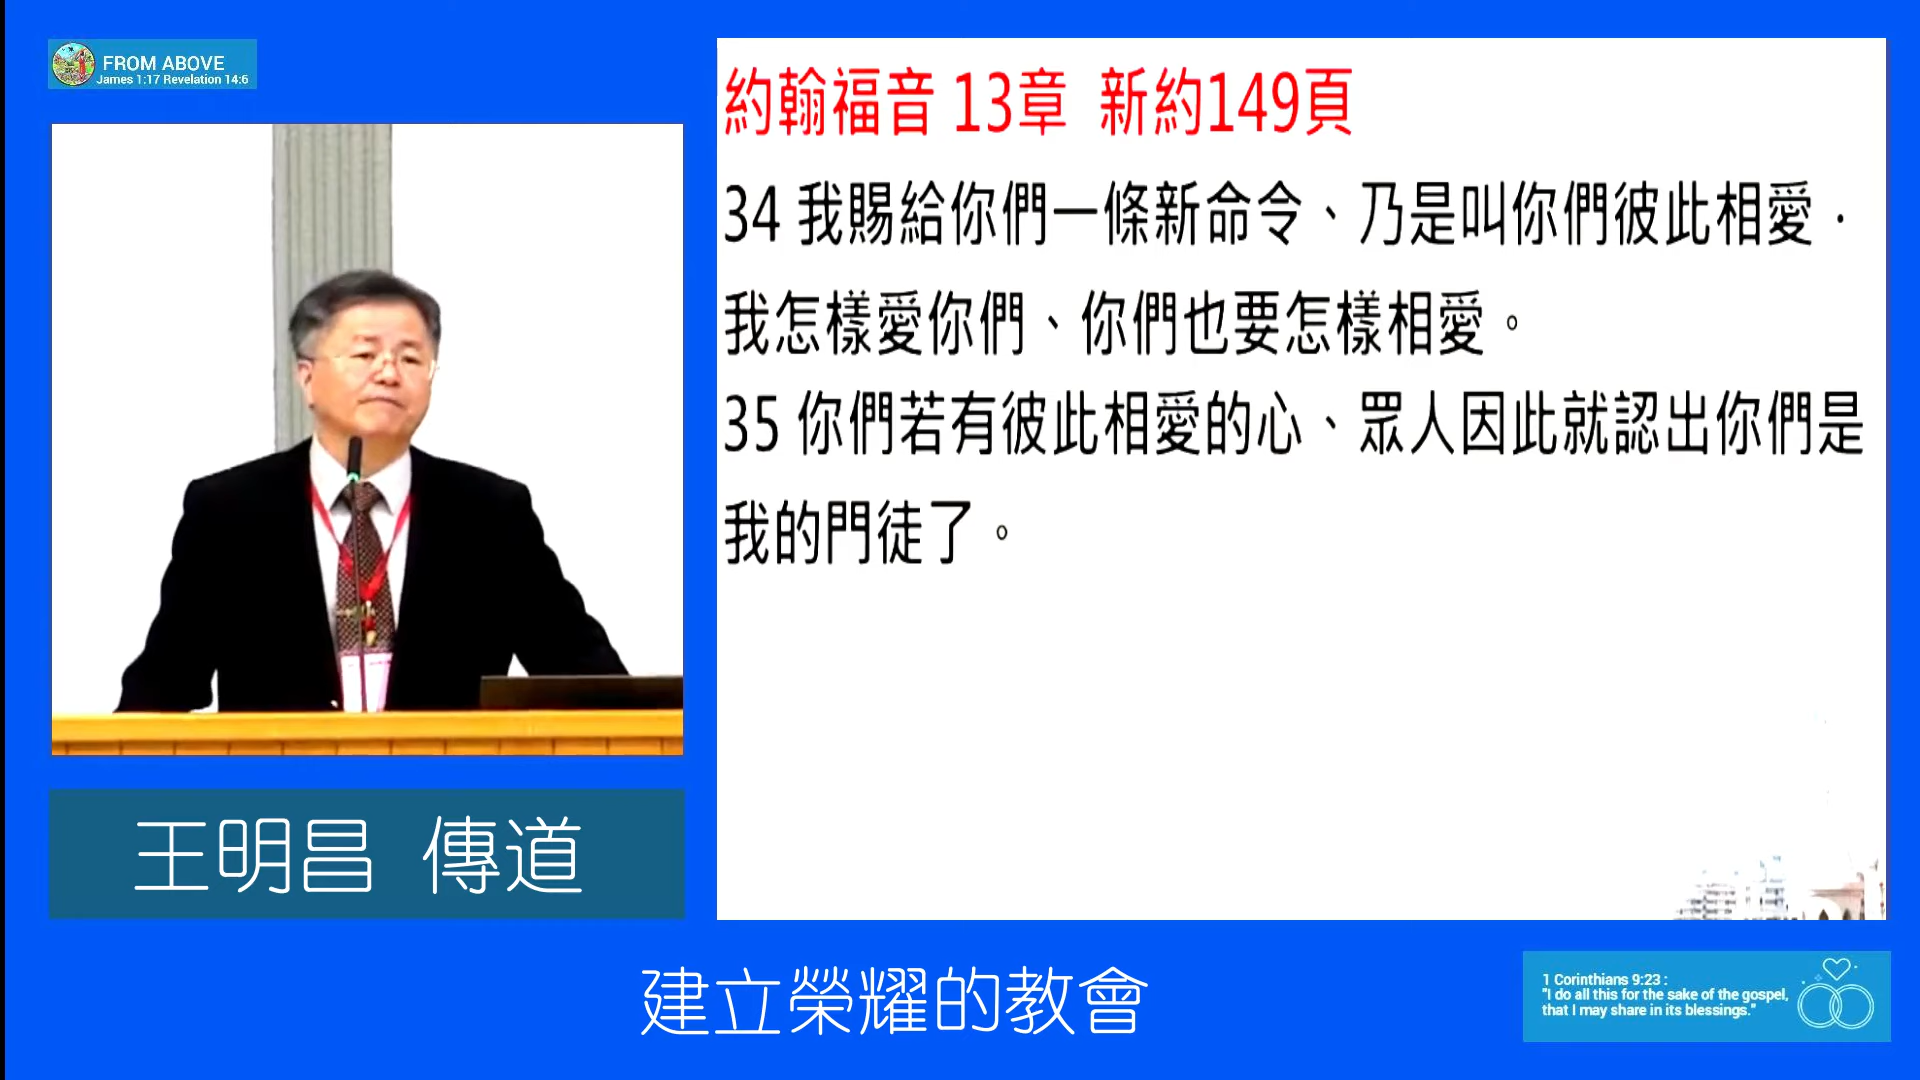 FROM ABOVE
James 1:17 Revelation 14:6
約翰福音 13章 新約149頁
34 我賜給你們一條新命令、乃是叫你們彼此相愛．
我怎樣愛你們、你們也要怎樣相愛。
35 你們若有彼此相愛的心、眾人因此就認出你們是
我的門徒了。
王明昌 傳道
建立榮耀的教會
1 Corinthians 9:23 :
"I do all this for the sake of the gospel,
that I may share in its blessings."